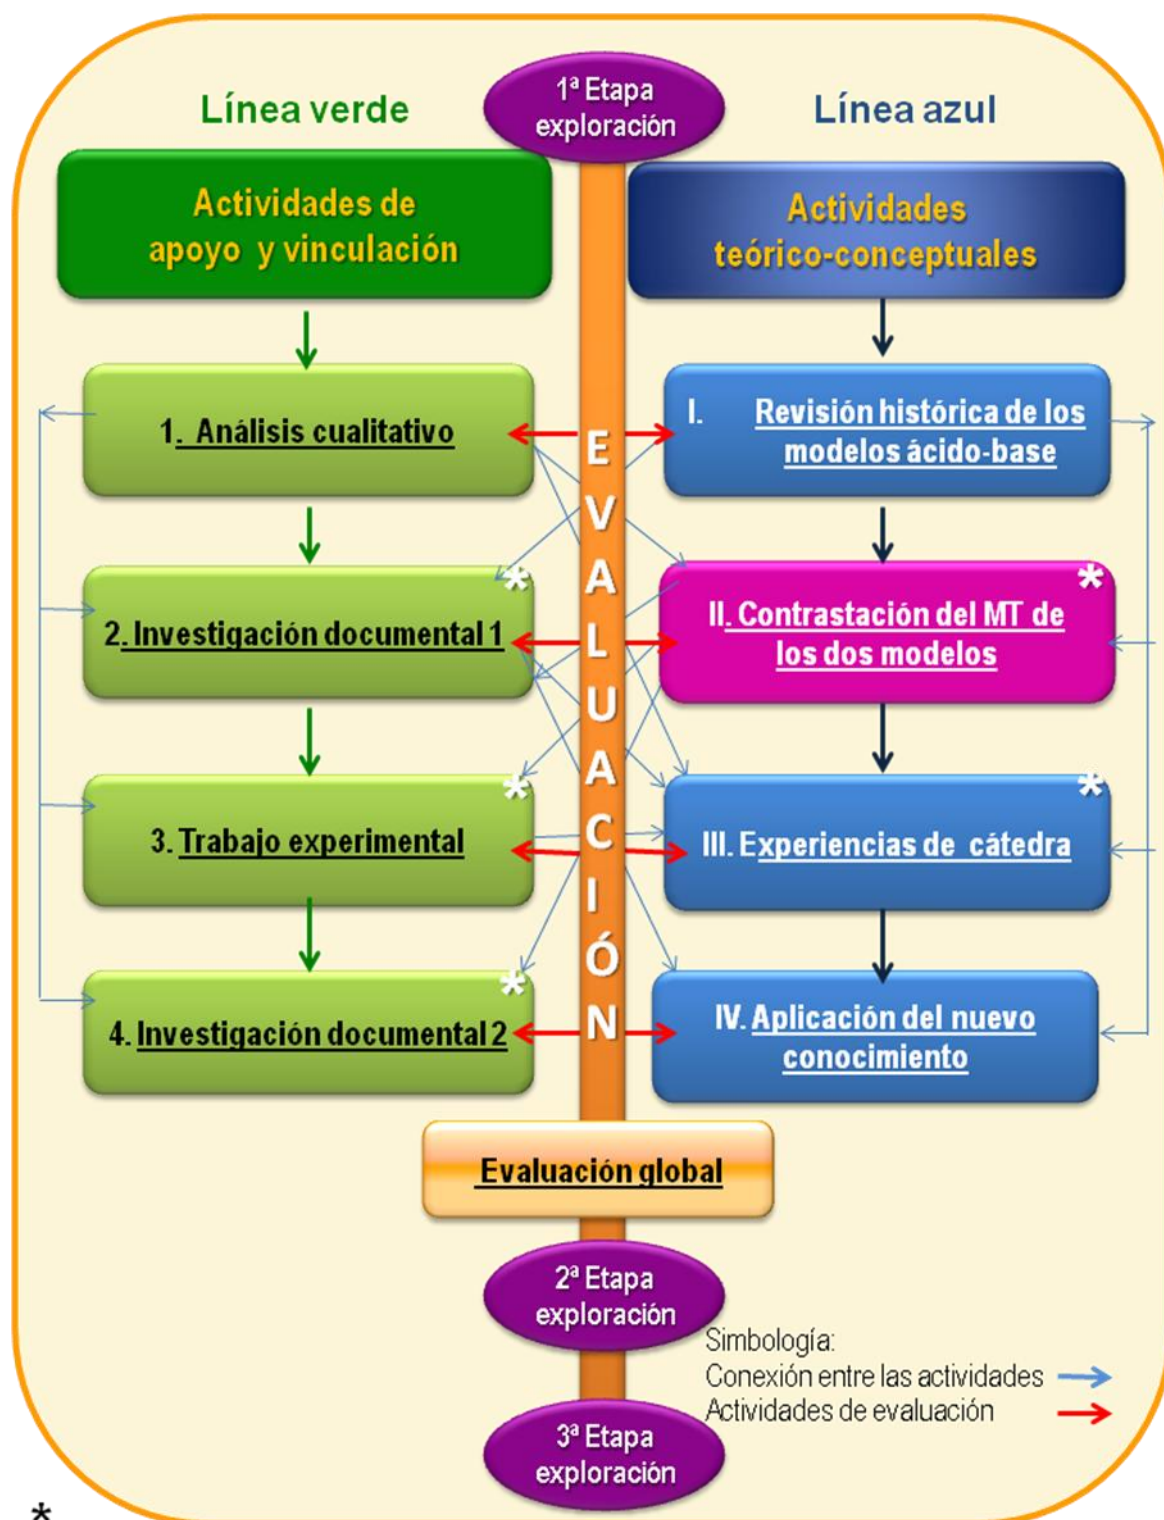 1ª Etapa
exploración
Línea verde
Línea azul
Actividades de
apoyo y vinculación
Actividades
teórico-conceptuales
1. Análisis cualitativo
I. Revisión histórica de los
modelos ácido-base
*
2. Investigación documental 1
*
II. Contrastación del MT de
los dos modelos
*
3. Trabajo experimental
*
III. Experiencias de cátedra
*
4. Investigación documental 2
IV. Aplicación del nuevo
conocimiento
EVALUACIÓN
Evaluación global
2ª Etapa
exploración
Simbología:
Conexión entre las actividades
Actividades de evaluación
3ª Etapa
exploración
*